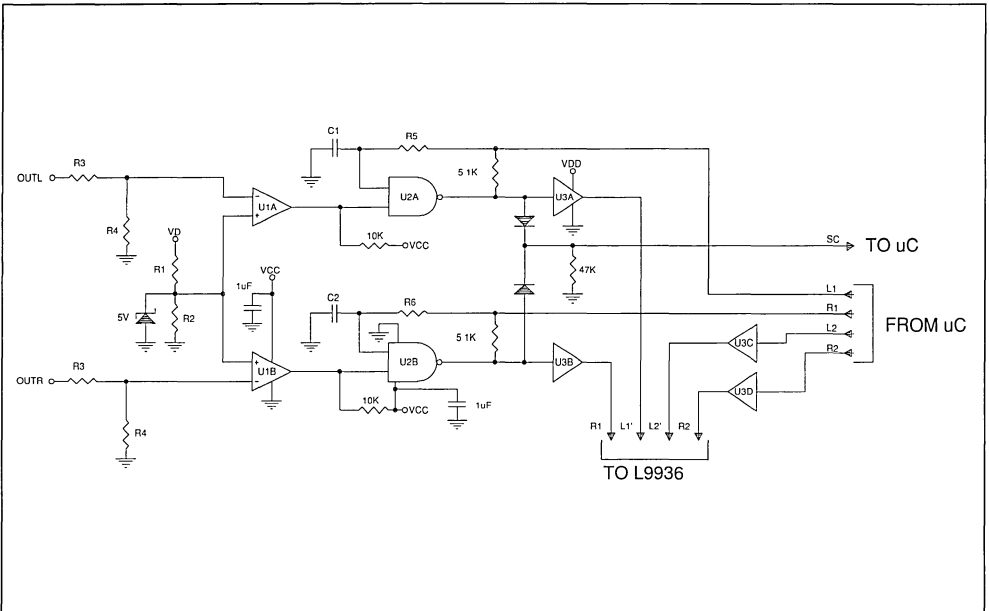 C1
R5
R3
5 1K
VDD
OUTL
U2A
U3A
U1A
R4
VD
10K
VCC
SC
TO uC
R1
VCC
47K
1uF
C2
R6
L1
5V
R2
5 1K
R1
FROM uC
L2
U2B
U3C
R2
OUTR
R3
U1B
U3B
10K
VCC
1uF
U3D
R4
R1
L1'
L2'
R2
TO L9936